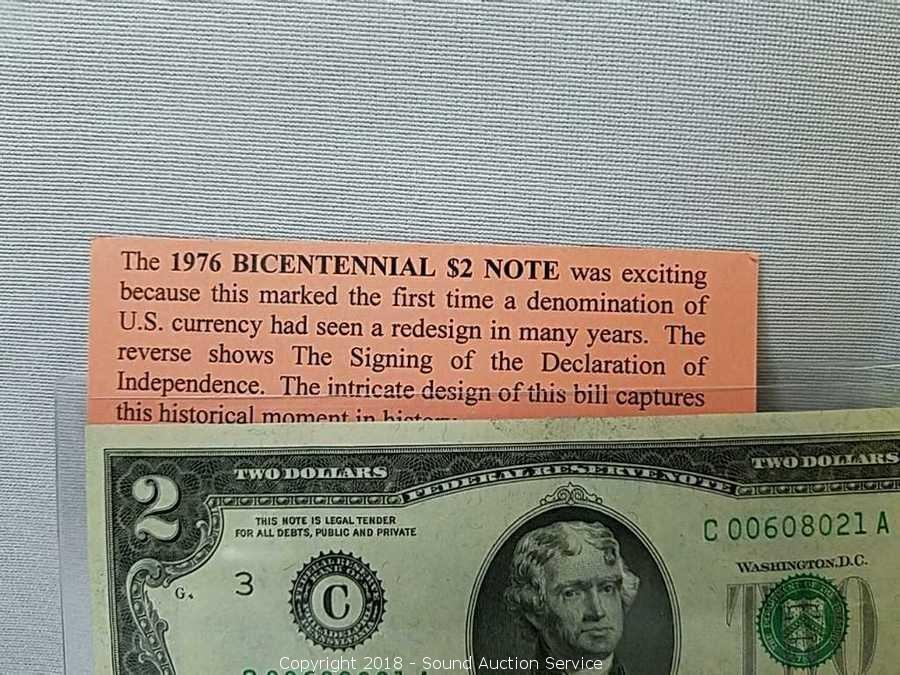 The 1976 BICENTENNIAL $2 NOTE was exciting
because this marked the first time a denomination of
U.S. currency had seen a redesign in many years. The
reverse shows The Signing of the Declaration of
Independence. The intricate design of this bill captures
this historical moment in history
2 TWO DOLLARS TWO DOLLARS
FEDERAL RESERVE NOTE
THIS NOTE IS LEGAL TENDER
FOR ALL DEBTS, PUBLIC AND PRIVATE
C 00608021 A
WASHINGTON, D.C.
G4 3 C TWO
Copyright 2018 - Sound Auction Service